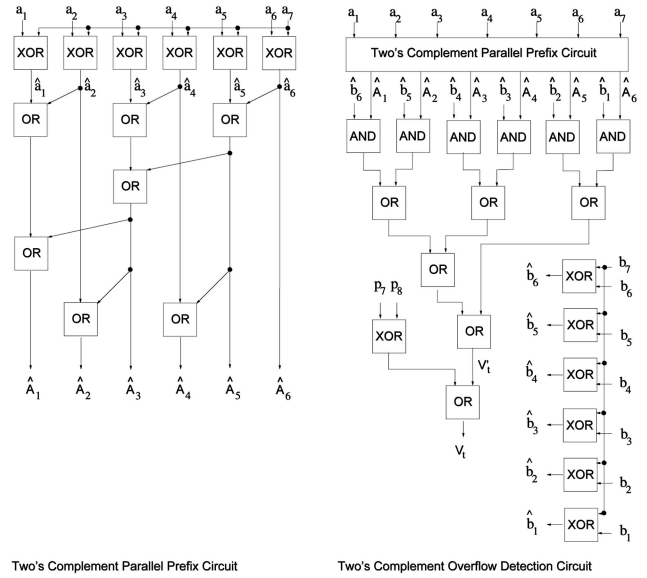 a1 a2 a3 a4 a5 a6 a7
XOR XOR XOR XOR XOR XOR
â1 â2 â3 â4 â5 â6
OR OR OR
OR
OR
OR OR
Â1 Â2 Â3 Â4 Â5 Â6
Two's Complement Parallel Prefix Circuit
a1 a2 a3 a4 a5 a6 a7
Two's Complement Parallel Prefix Circuit
b̂6 Â1 b̂5 Â2 b̂4 Â3 b̂3 Â4 b̂2 Â5 b̂1 Â6
AND AND AND AND AND AND
OR OR OR
OR
p7 p8
XOR OR
V't
OR
Vt
b̂6 XOR b7
b6
b̂5 XOR b5
b̂4 XOR b4
b̂3 XOR b3
b̂2 XOR b2
b̂1 XOR b1
Two's Complement Overflow Detection Circuit